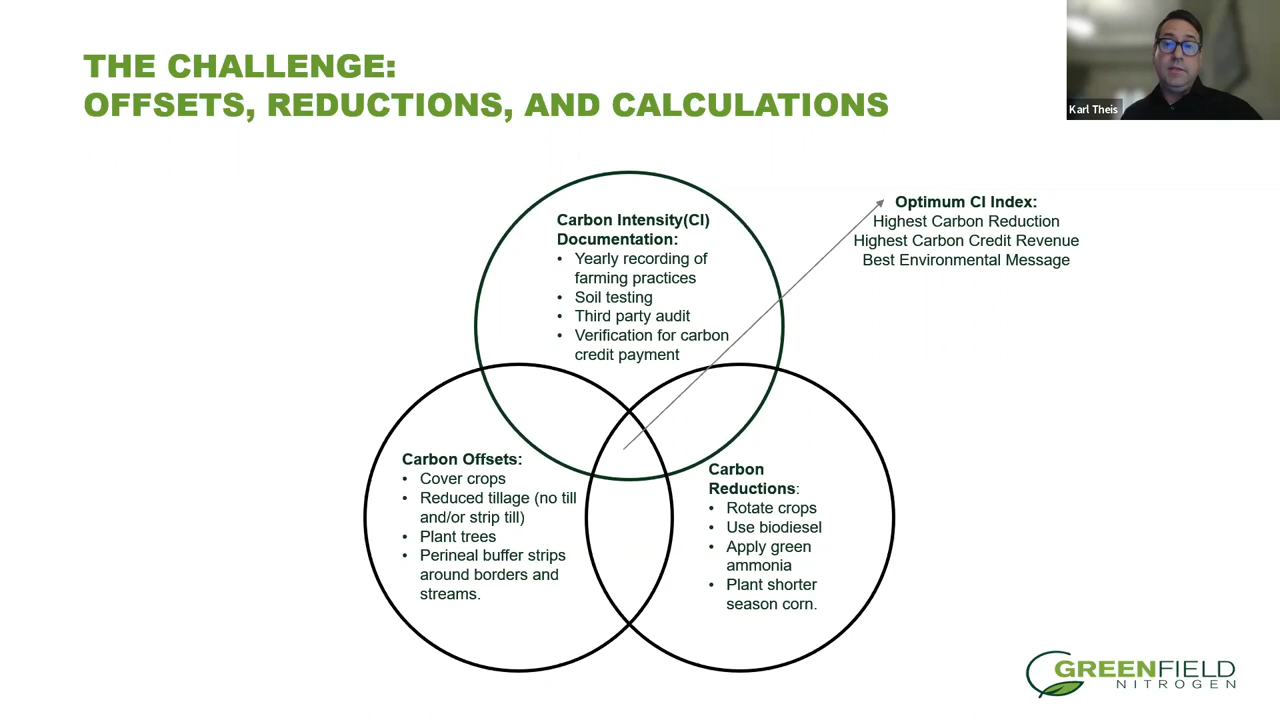 THE CHALLENGE:
OFFSETS, REDUCTIONS, AND CALCULATIONS
Karl Theis
Carbon Intensity(CI)
Documentation:
• Yearly recording of
farming practices
• Soil testing
• Third party audit
• Verification for carbon
credit payment
Optimum CI Index:
Highest Carbon Reduction
Highest Carbon Credit Revenue
Best Environmental Message
Carbon Offsets:
• Cover crops
• Reduced tillage (no till
and/or strip till)
• Plant trees
• Perineal buffer strips
around borders and
streams.
Carbon
Reductions:
• Rotate crops
• Use biodiesel
• Apply green
ammonia
• Plant shorter
season corn.
GREENFIELD
NITROGEN